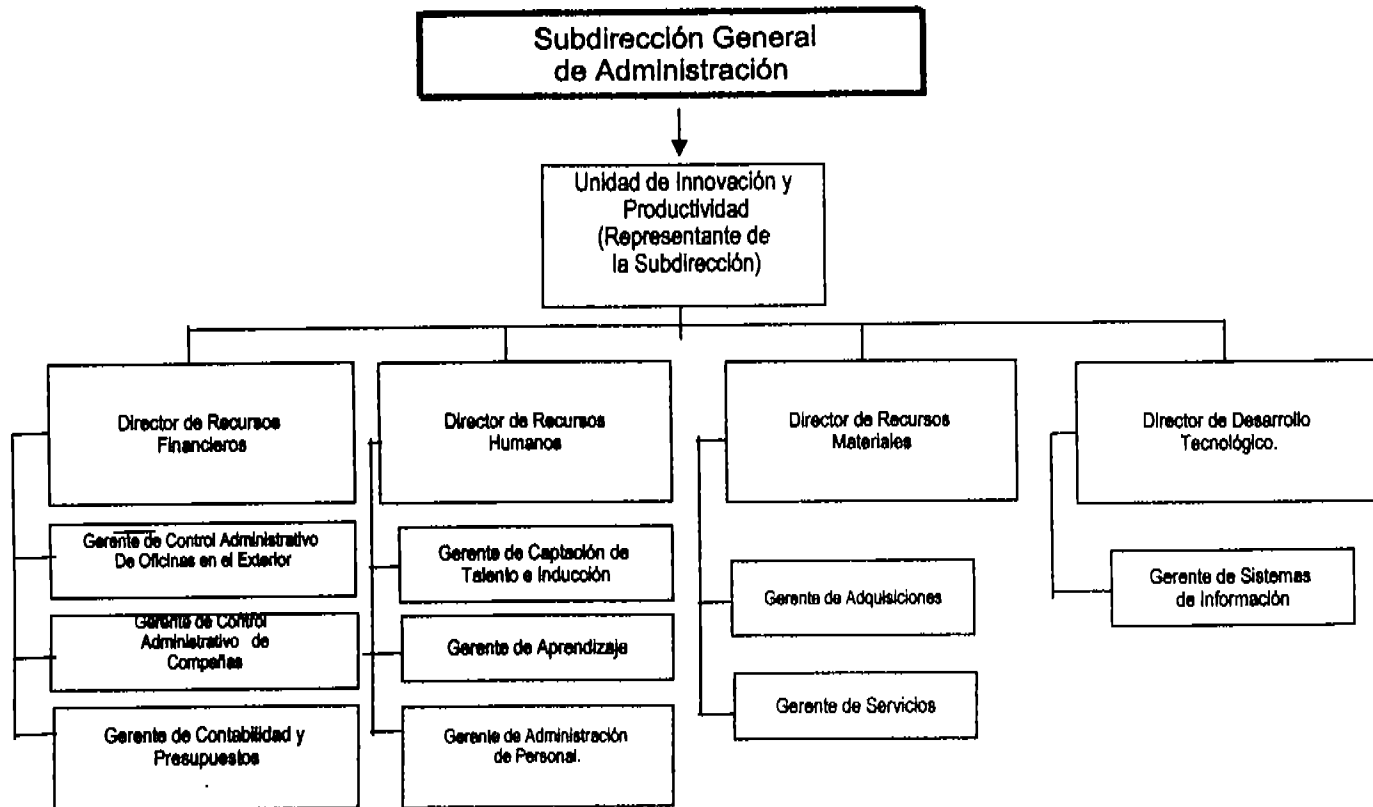 Subdirección General
de Administración
Unidad de Innovación y
Productividad
(Representante de
la Subdirección)
Director de Recursos
Financieros
Director de Recursos
Humanos
Director de Recursos
Materiales
Director de Desarrollo
Tecnológico.
Gerente de Control Administrativo
De Oficinas en el Exterior
Gerente de Control
Administrativo de
Compañas
Gerente de Contabilidad y
Presupuestos
Gerente de Captación de
Talento e Inducción
Gerente de Aprendizaje
Gerente de Administración
de Personal.
Gerente de Adquisiciones
Gerente de Servicios
Gerente de Sistemas
de Información